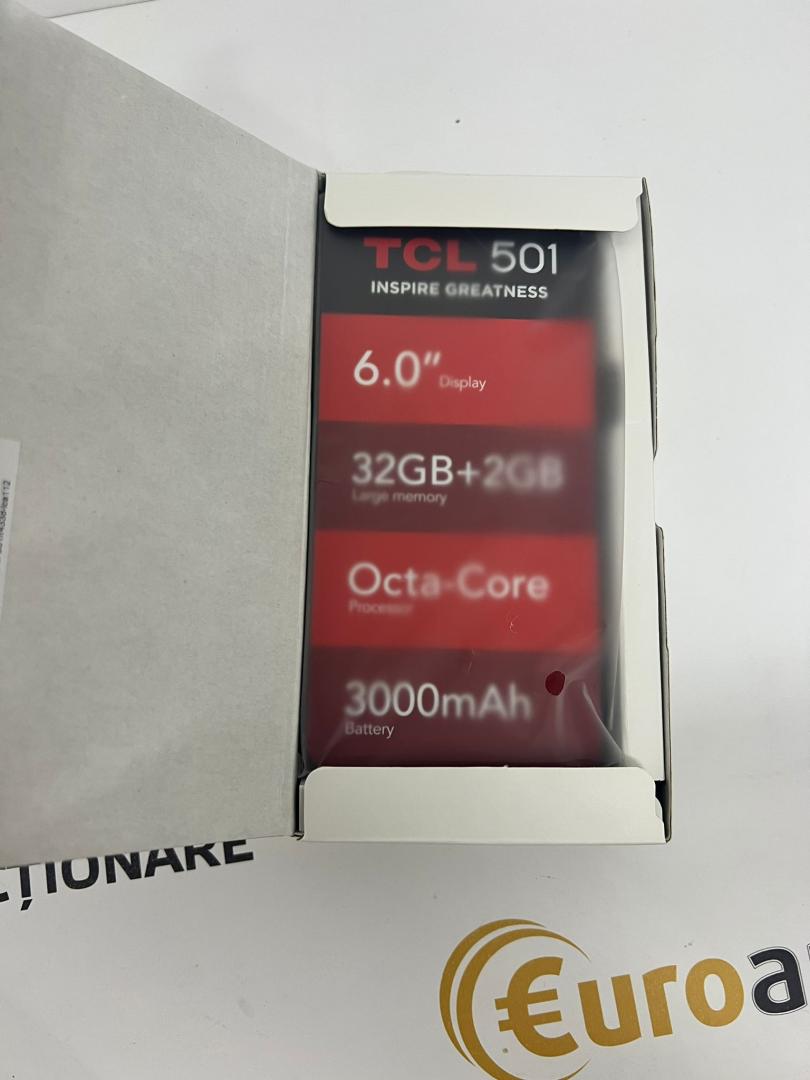 TCL 501
INSPIRE GREATNESS
6.0" Display
32GB+2GB
Large memory
Octa-Core
Processor
3000mAh
Battery
ȚIONARE
€uroa